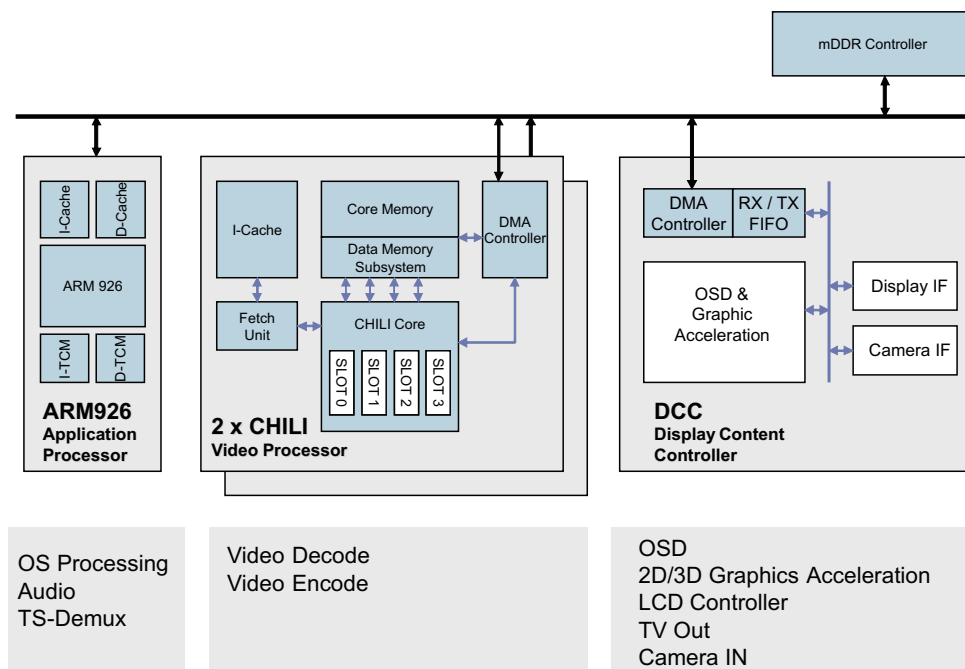 mDDR Controller
I-Cache
D-Cache
ARM 926
I-TCM
D-TCM
ARM926
Application
Processor
I-Cache
Core Memory
Data Memory
Subsystem
DMA
Controller
Fetch
Unit
CHILI Core
SLOT 0
SLOT 1
SLOT 2
SLOT 3
2 x CHILI
Video Processor
DMA
Controller
RX / TX
FIFO
OSD &
Graphic
Acceleration
Display IF
Camera IF
DCC
Display Content
Controller
OS Processing
Audio
TS-Demux
Video Decode
Video Encode
OSD
2D/3D Graphics Acceleration
LCD Controller
TV Out
Camera IN